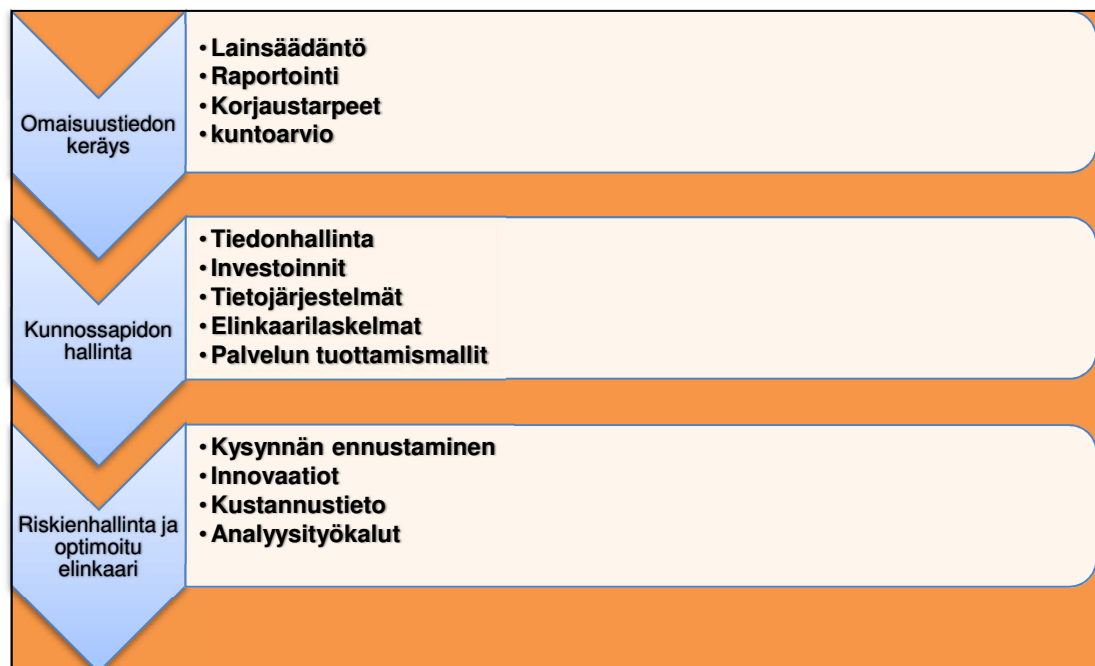 Omaisuustiedon
keräys
• Lainsäädäntö
• Raportointi
• Korjaustarpeet
• kuntoarvio
Kunnossapidon
hallinta
• Tiedonhallinta
• Investoinnit
• Tietojärjestelmät
• Elinkaarilaskelmat
• Palvelun tuottamismallit
Riskienhallinta ja
optimoitu
elinkaari
• Kysynnän ennustaminen
• Innovaatiot
• Kustannustieto
• Analyysityökalut